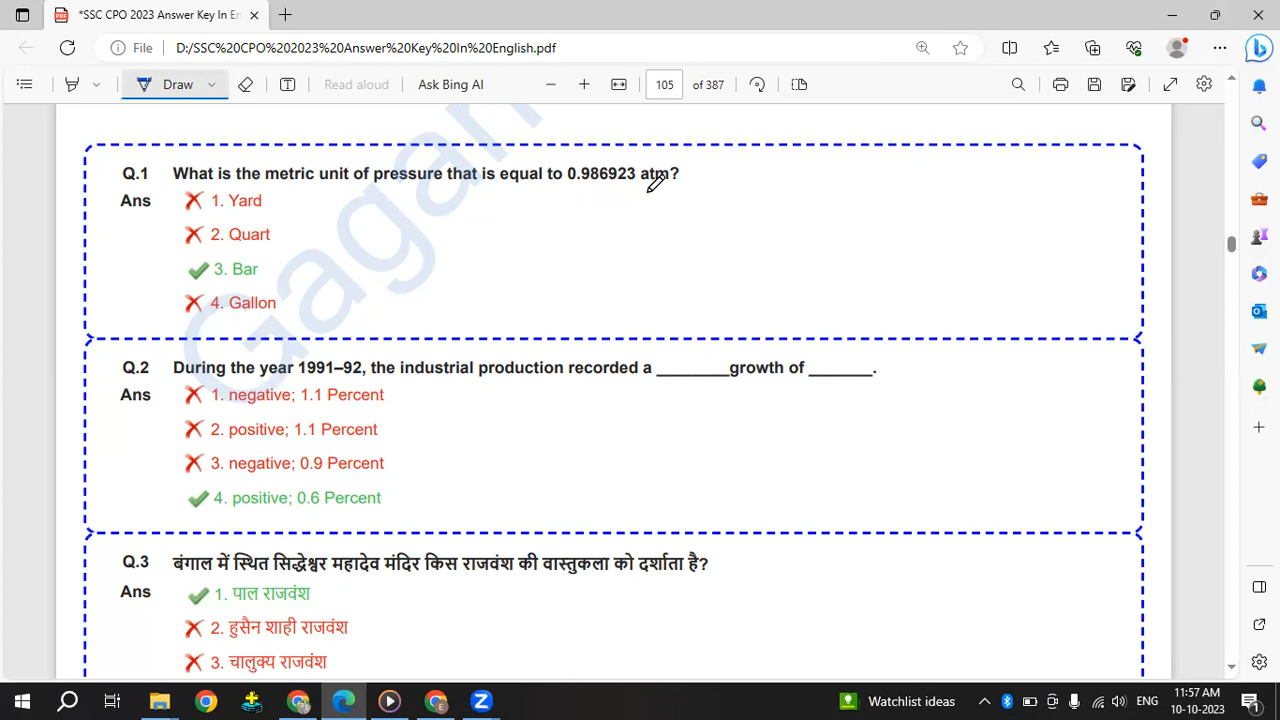 *SSC CPO 2023 Answer Key In En
File
D:/SSC%20CPO%202023%20Answer%20Key%20In%20English.pdf
Draw
Read aloud
Ask Bing AI
105
of 387
Gagan
Q.1 What is the metric unit of pressure that is equal to 0.986923 atm?
Ans 1. Yard
2. Quart
3. Bar
4. Gallon
Q.2 During the year 1991–92, the industrial production recorded a ________growth of _______.
Ans 1. negative; 1.1 Percent
2. positive; 1.1 Percent
3. negative; 0.9 Percent
4. positive; 0.6 Percent
Q.3 बंगाल में स्थित सिद्धेश्वर महादेव मंदिर किस राजवंश की वास्तुकला को दर्शाता है?
Ans 1. पाल राजवंश
2. हुसैन शाही राजवंश
3. चालुक्य राजवंश
Watchlist ideas
ENG
11:57 AM
10-10-2023